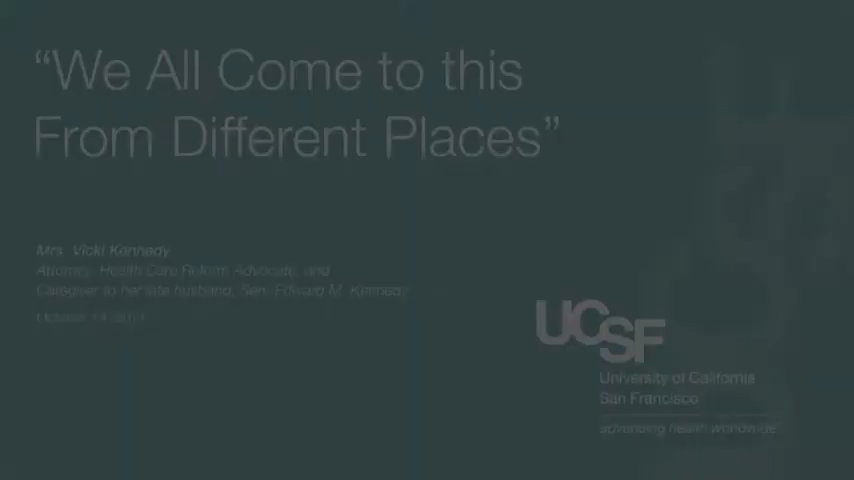 “We All Come to this
From Different Places”
Mrs. Vicki Kennedy
Attorney, Health Care Reform Advocate, and
Caregiver to her late husband, Sen. Edward M. Kennedy
October
UCSF
University of California
San Francisco
advancing health worldwide